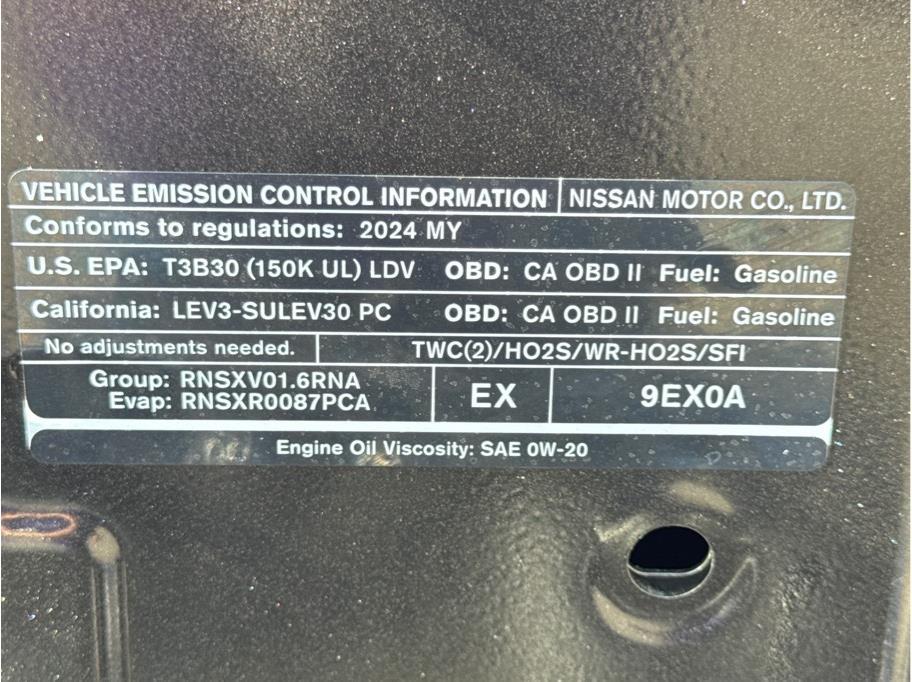 VEHICLE EMISSION CONTROL INFORMATION NISSAN MOTOR CO., LTD.
Conforms to regulations: 2024 MY
U.S. EPA: T3B30 (150K UL) LDV OBD: CA OBD II Fuel: Gasoline
California: LEV3-SULEV30 PC OBD: CA OBD II Fuel: Gasoline
No adjustments needed. TWC(2)/HO2S/WR-HO2S/SFI
Group: RNSXV01.6RNA
Evap: RNSXR0087PCA
EX
9EX0A
Engine Oil Viscosity: SAE 0W-20